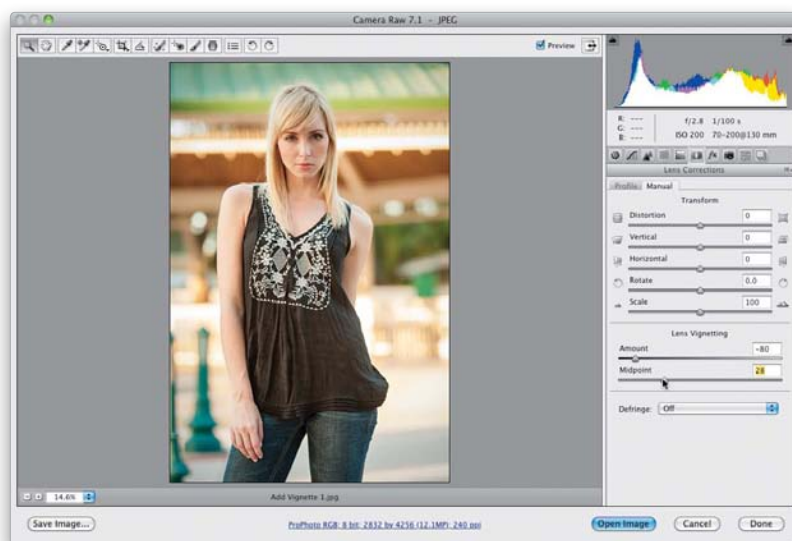 Camera Raw 7.1 - JPEG
Preview
R: ---
G: ---
B: ---
f/2.8 1/100 s
ISO 200 70-200@130 mm
Lens Corrections
Profile Manual
Transform
Distortion 0
Vertical 0
Horizontal 0
Rotate 0.0
Scale 100
Lens Vignetting
Amount -80
Midpoint 28
Defringe: Off
14.6%
Add Vignette 1.jpg
Save Image...
ProPhoto RGB; 8 bit; 2832 by 4256 (12.1MP); 240 ppi
Open Image
Cancel
Done